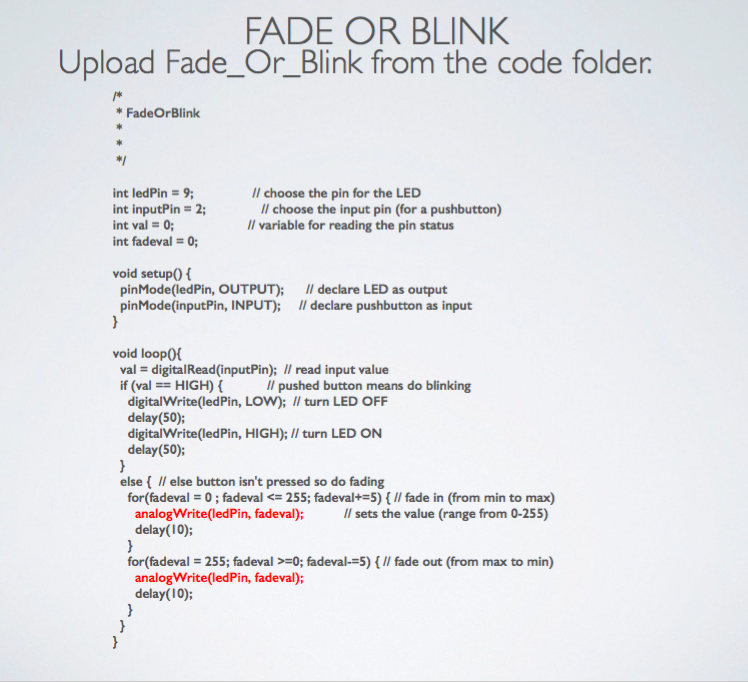 FADE OR BLINK
Upload Fade_Or_Blink from the code folder.
/*
* FadeOrBlink
*
*
*/
int ledPin = 9; // choose the pin for the LED
int inputPin = 2; // choose the input pin (for a pushbutton)
int val = 0; // variable for reading the pin status
int fadeval = 0;
void setup() {
pinMode(ledPin, OUTPUT); // declare LED as output
pinMode(inputPin, INPUT); // declare pushbutton as input
}
void loop(){
val = digitalRead(inputPin); // read input value
if (val == HIGH) { // pushed button means do blinking
digitalWrite(ledPin, LOW); // turn LED OFF
delay(50);
digitalWrite(ledPin, HIGH); // turn LED ON
delay(50);
}
else { // else button isn't pressed so do fading
for(fadeval = 0 ; fadeval <= 255; fadeval+=5) { // fade in (from min to max)
analogWrite(ledPin, fadeval); // sets the value (range from 0-255)
delay(10);
}
for(fadeval = 255; fadeval >=0; fadeval-=5) { // fade out (from max to min)
analogWrite(ledPin, fadeval);
delay(10);
}
}
}